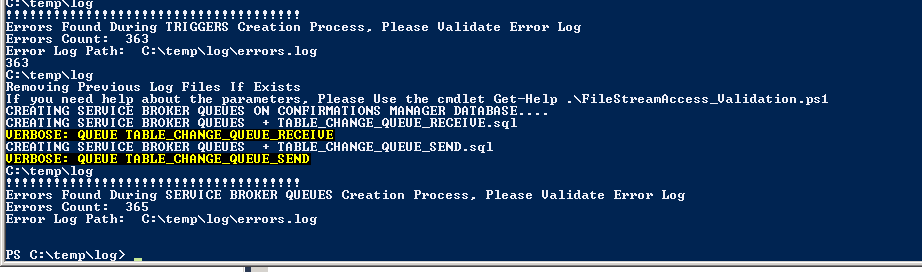 C:\temp\log
!!!!!!!!!!!!!!!!!!!!!!!!!!!!!!!!!!!!!
Errors Found During TRIGGERS Creation Process, Please Validate Error Log
Errors Count:  363
Error Log Path:  C:\temp\log\errors.log
363
C:\temp\log
Removing Previous Log Files If Exists
If you need help about the parameters, Please Use the cmdlet Get-Help .\FileStreamAccess_Validation.ps1
CREATING SERVICE BROKER QUEUES ON CONFIRMATIONS MANAGER DATABASE....
CREATING SERVICE BROKER QUEUES  + TABLE_CHANGE_QUEUE_RECEIVE.sql
VERBOSE: QUEUE TABLE_CHANGE_QUEUE_RECEIVE
CREATING SERVICE BROKER QUEUES  + TABLE_CHANGE_QUEUE_SEND.sql
VERBOSE: QUEUE TABLE_CHANGE_QUEUE_SEND
C:\temp\log
!!!!!!!!!!!!!!!!!!!!!!!!!!!!!!!!!!!!!
Errors Found During SERVICE BROKER QUEUES Creation Process, Please Validate Error Log
Errors Count:  365
Error Log Path:  C:\temp\log\errors.log
PS C:\temp\log> _